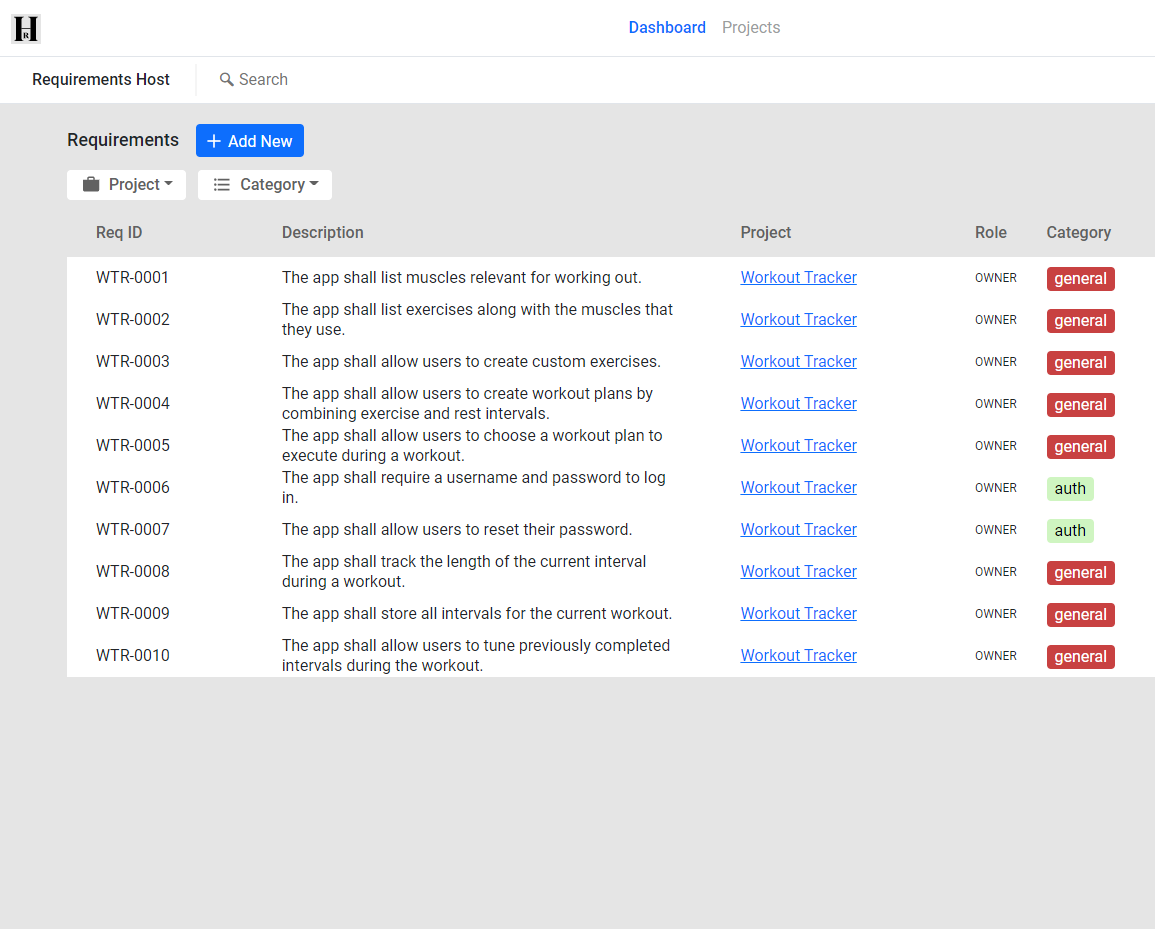 HR
Dashboard Projects
Requirements Host Search
Requirements Add New
Project Category
Req ID Description Project Role Category
WTR-0001 The app shall list muscles relevant for working out. Workout Tracker OWNER general
WTR-0002 The app shall list exercises along with the muscles that
they use. Workout Tracker OWNER general
WTR-0003 The app shall allow users to create custom exercises. Workout Tracker OWNER general
WTR-0004 The app shall allow users to create workout plans by
combining exercise and rest intervals. Workout Tracker OWNER general
WTR-0005 The app shall allow users to choose a workout plan to
execute during a workout. Workout Tracker OWNER general
WTR-0006 The app shall require a username and password to log
in. Workout Tracker OWNER auth
WTR-0007 The app shall allow users to reset their password. Workout Tracker OWNER auth
WTR-0008 The app shall track the length of the current interval
during a workout. Workout Tracker OWNER general
WTR-0009 The app shall store all intervals for the current workout. Workout Tracker OWNER general
WTR-0010 The app shall allow users to tune previously completed
intervals during the workout. Workout Tracker OWNER general